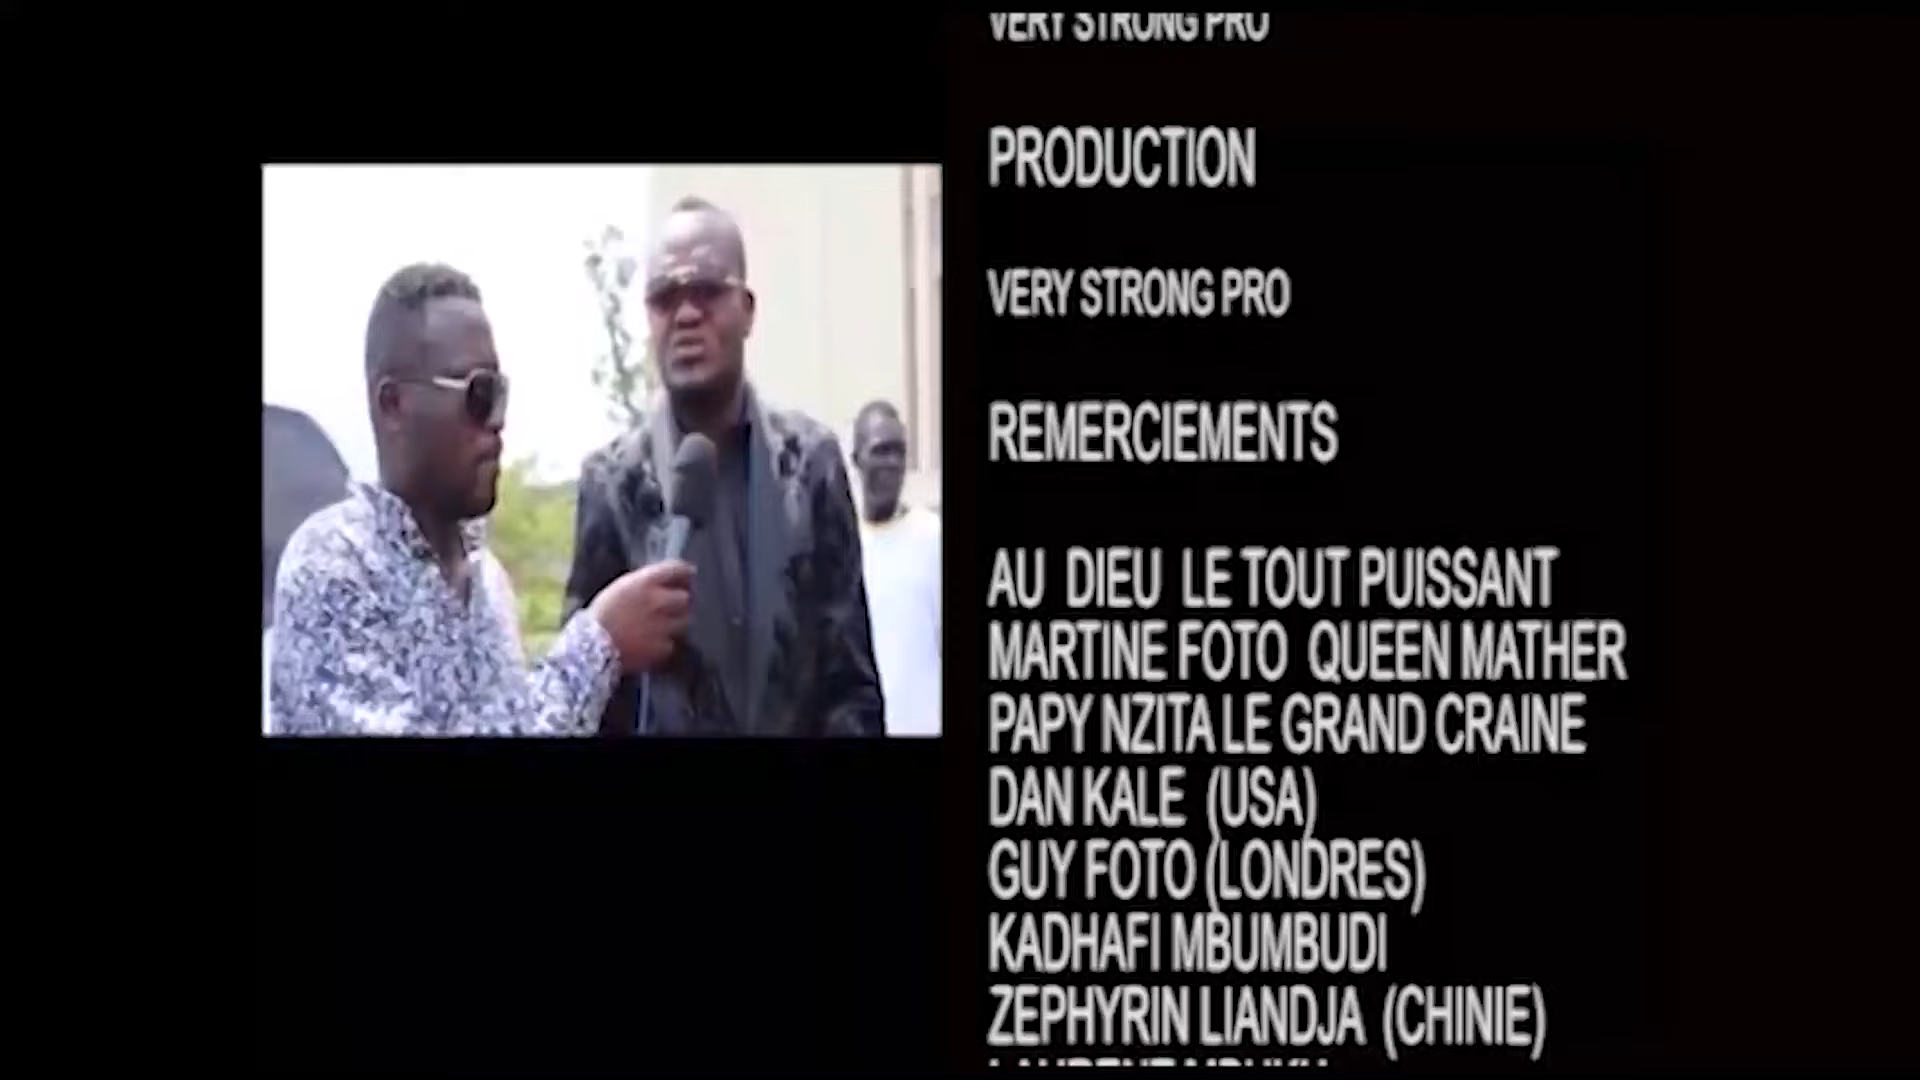 VERY STRONG PRO
PRODUCTION
VERY STRONG PRO
REMERCIEMENTS
AU DIEU LE TOUT PUISSANT
MARTINE FOTO QUEEN MATHER
PAPY NZITA LE GRAND CRAINE
DAN KALE (USA)
GUY FOTO (LONDRES)
KADHAFI MBUMBUDI
ZEPHYRIN LIANDJA (CHINIE)